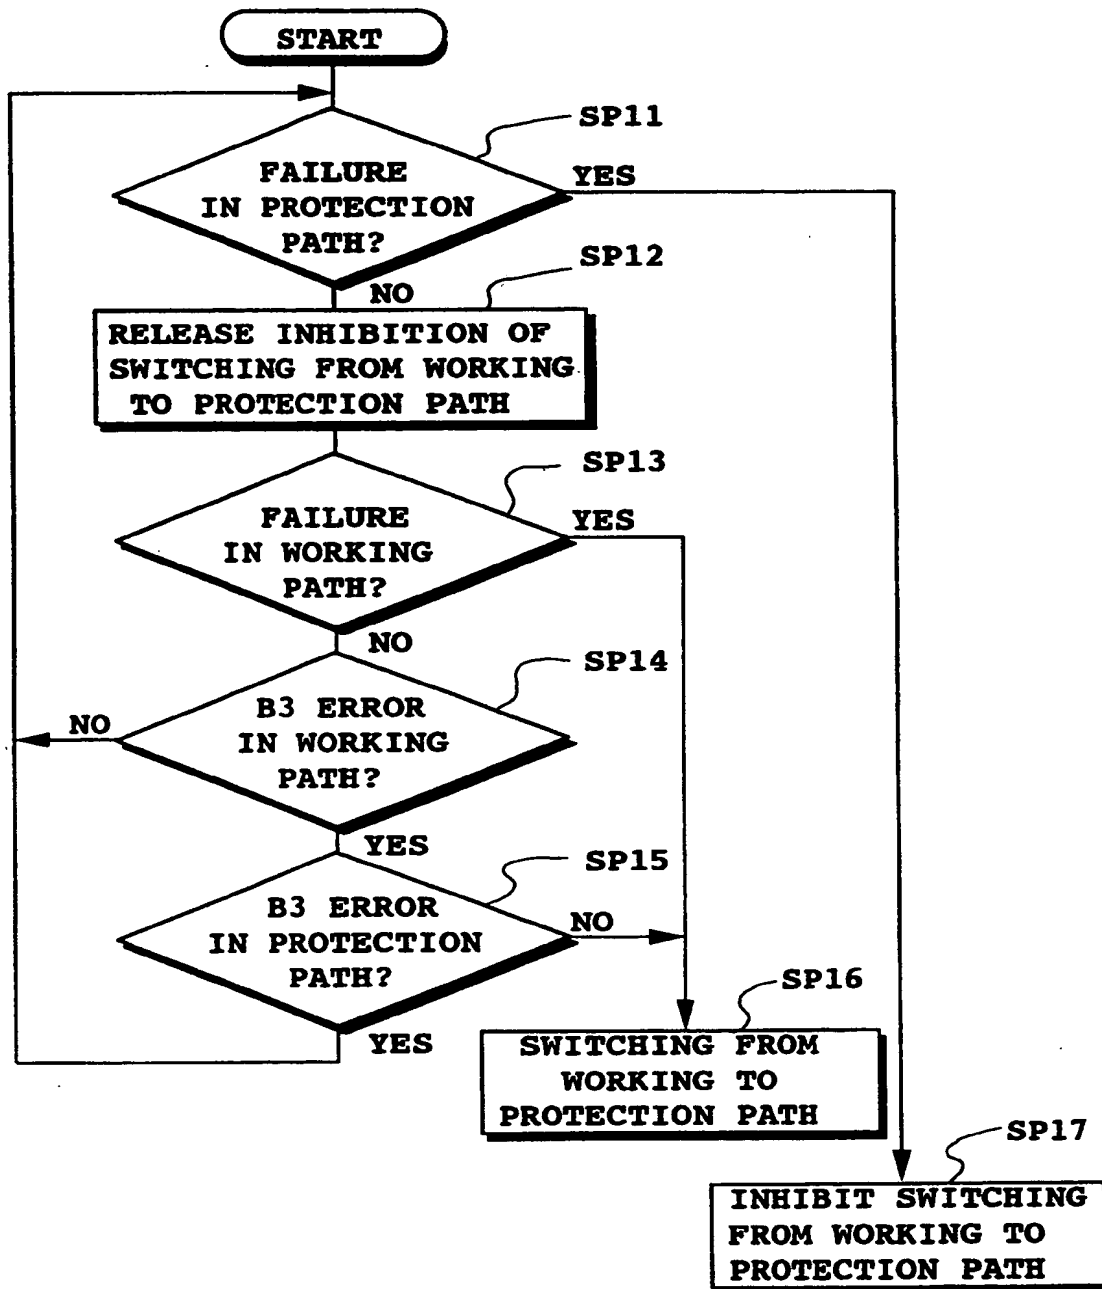 START
SP11
FAILURE
IN PROTECTION
PATH?
YES
SP12
NO
RELEASE INHIBITION OF
SWITCHING FROM WORKING
TO PROTECTION PATH
SP13
FAILURE
IN WORKING
PATH?
YES
NO
SP14
B3 ERROR
IN WORKING
PATH?
NO
YES
SP15
B3 ERROR
IN PROTECTION
PATH?
NO
YES
SP16
SWITCHING FROM
WORKING TO
PROTECTION PATH
SP17
INHIBIT SWITCHING
FROM WORKING TO
PROTECTION PATH